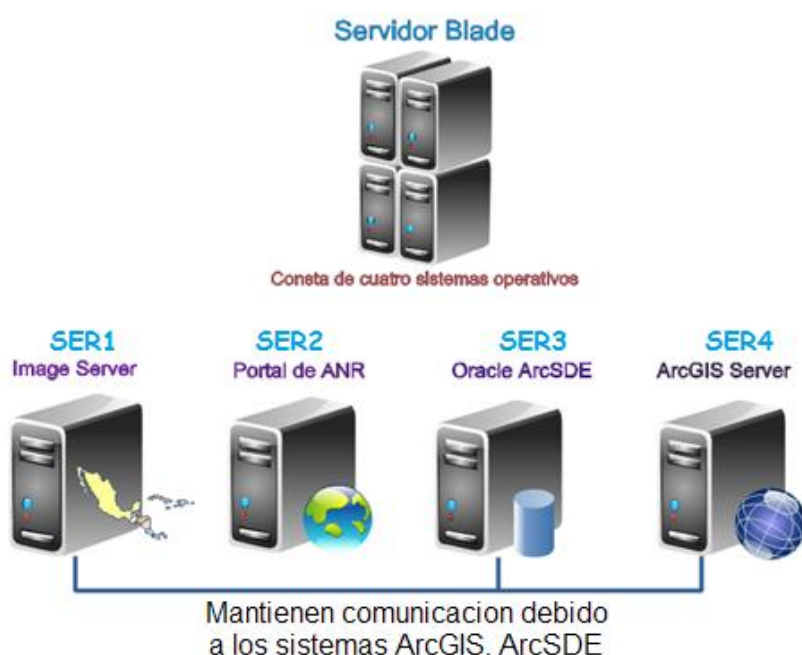 Servidor Blade
Consta de cuatro sistemas operativos
SER1
Image Server
SER2
Portal de ANR
SER3
Oracle ArcSDE
SER4
ArcGIS Server
Mantienen comunicacion debido
a los sistemas ArcGIS. ArcSDE